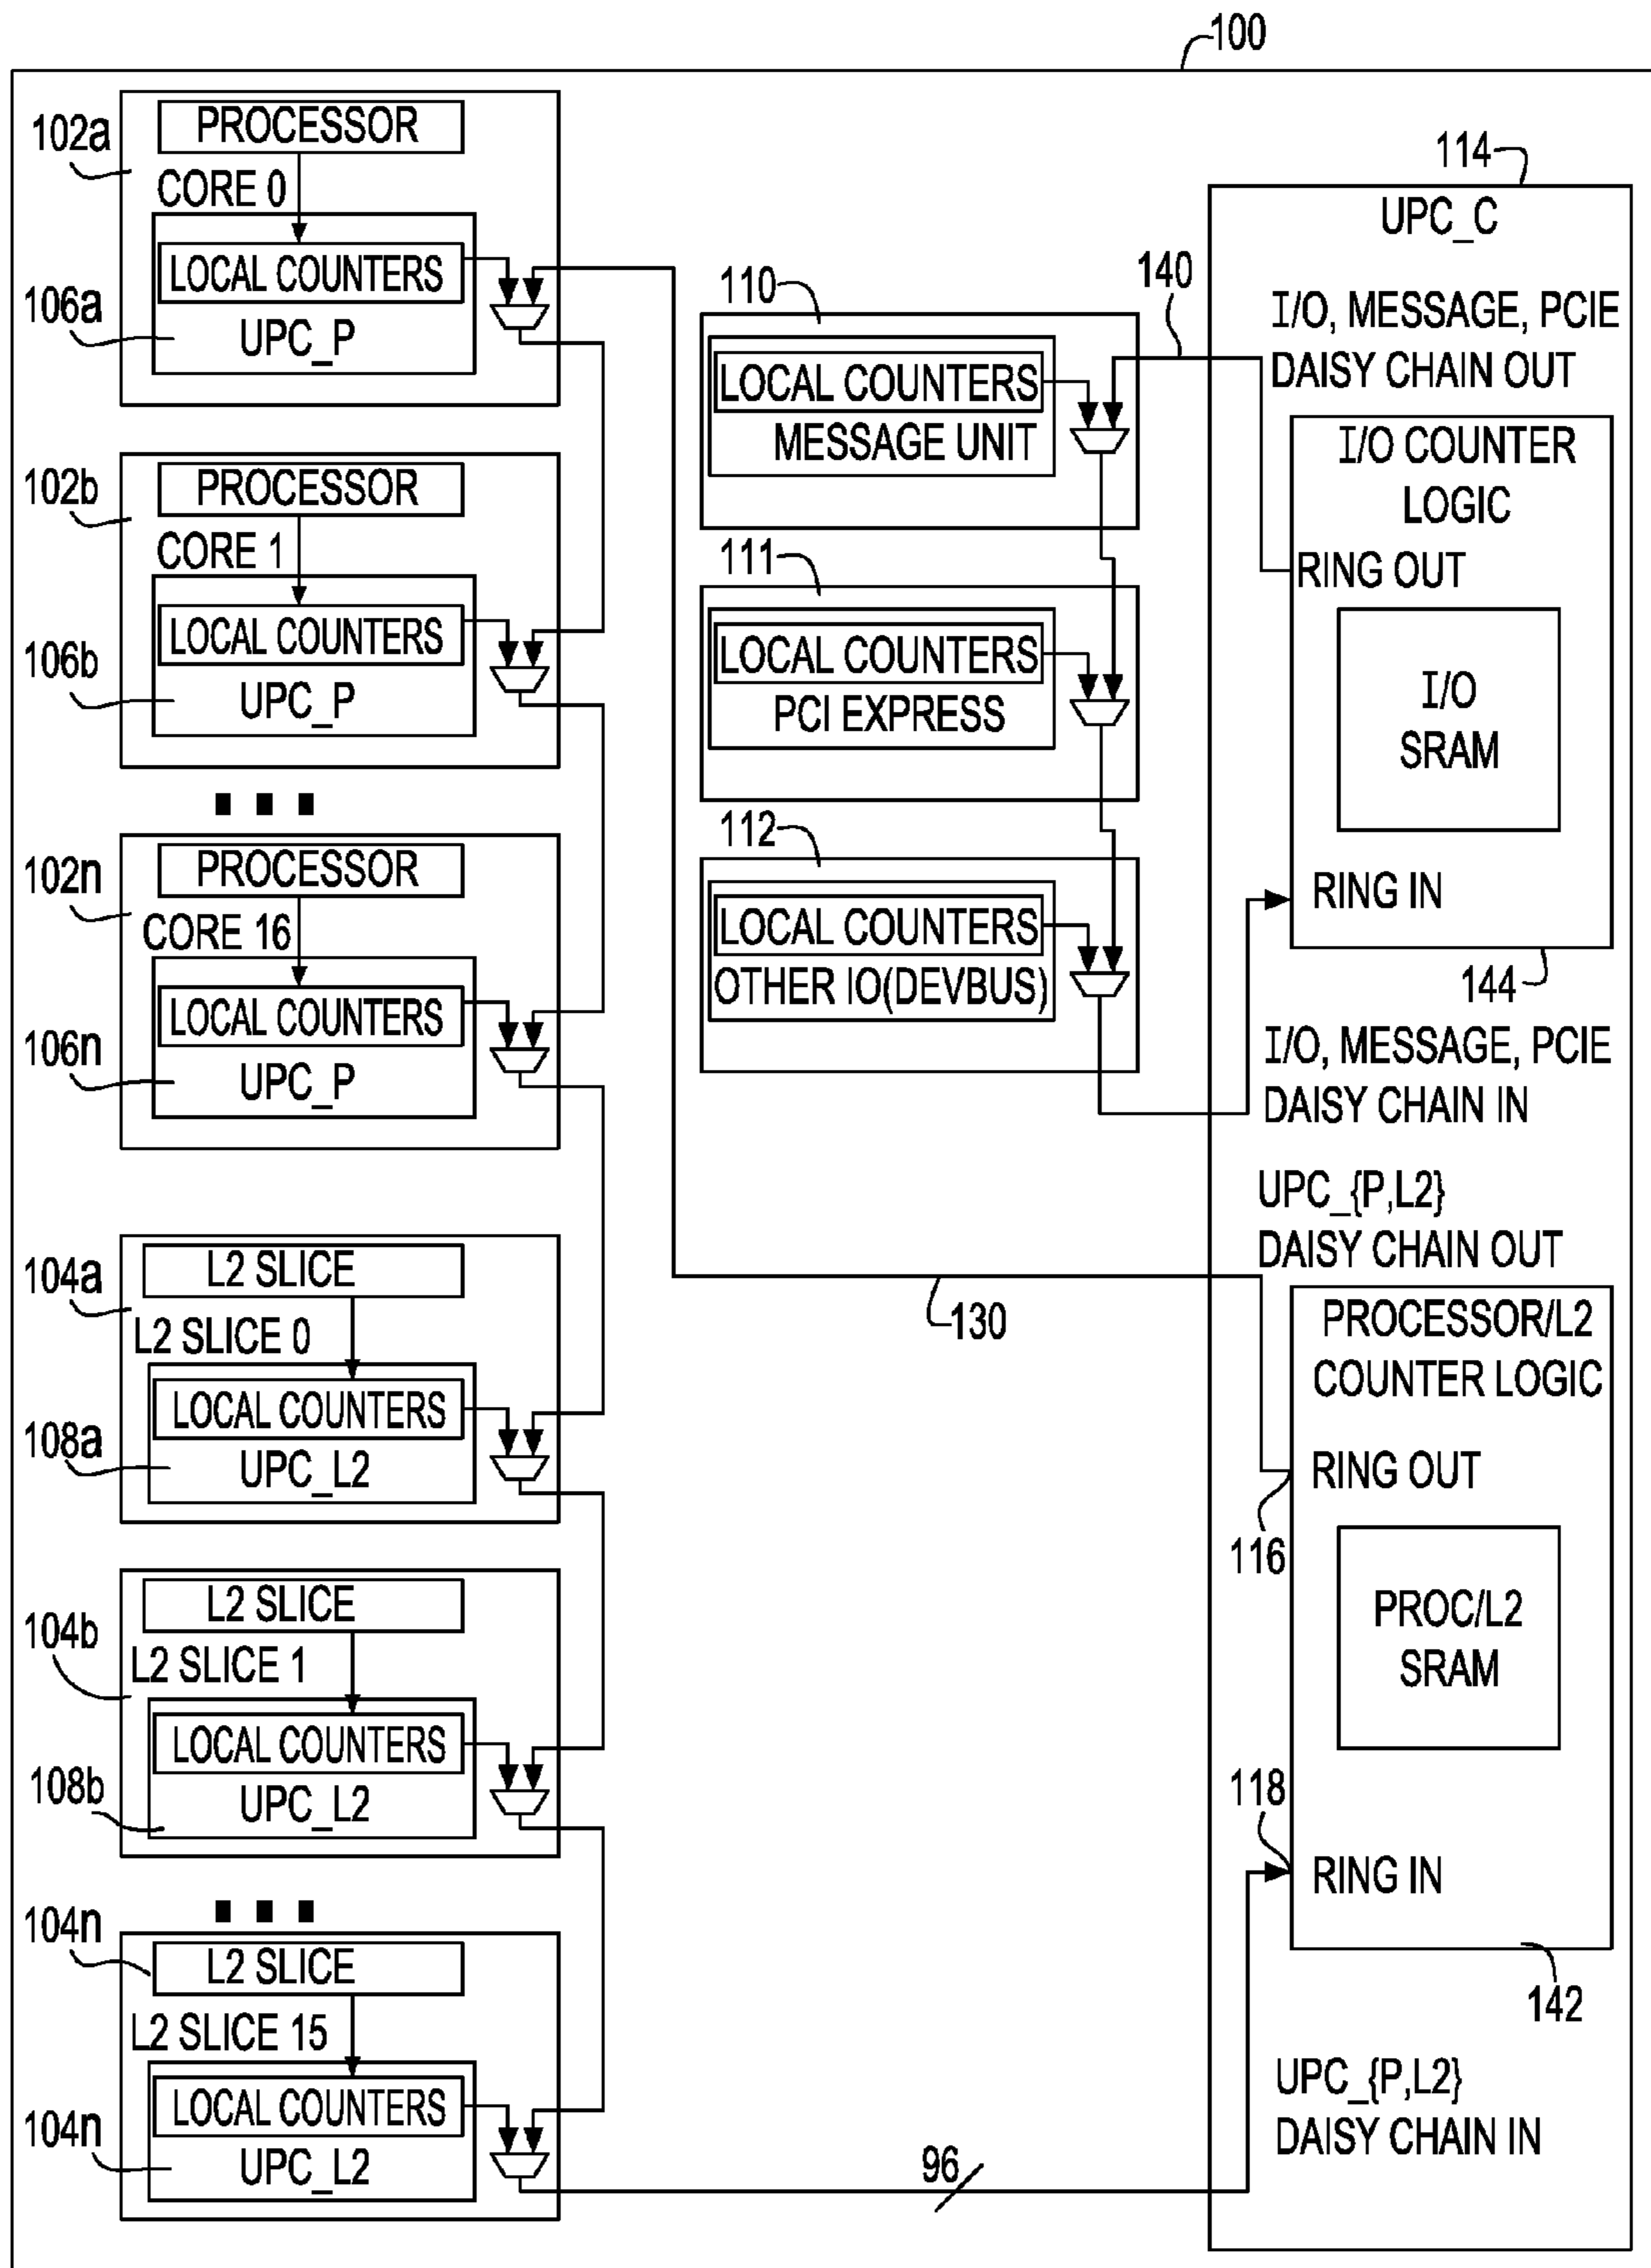 100
102a
PROCESSOR
CORE 0
LOCAL COUNTERS
106a
UPC_P
102b
PROCESSOR
CORE 1
LOCAL COUNTERS
106b
UPC_P
102n
PROCESSOR
CORE 16
LOCAL COUNTERS
106n
UPC_P
104a
L2 SLICE
L2 SLICE 0
LOCAL COUNTERS
108a
UPC_L2
104b
L2 SLICE
L2 SLICE 1
LOCAL COUNTERS
108b
UPC_L2
104n
L2 SLICE
L2 SLICE 15
LOCAL COUNTERS
104n
UPC_L2
110
LOCAL COUNTERS
MESSAGE UNIT
111
LOCAL COUNTERS
PCI EXPRESS
112
LOCAL COUNTERS
OTHER IO(DEVBUS)
130
96
114
UPC_C
140
I/O, MESSAGE, PCIE
DAISY CHAIN OUT
I/O COUNTER
LOGIC
RING OUT
I/O
SRAM
RING IN
144
I/O, MESSAGE, PCIE
DAISY CHAIN IN
UPC_{P,L2}
DAISY CHAIN OUT
PROCESSOR/L2
COUNTER LOGIC
RING OUT
116
PROC/L2
SRAM
118
RING IN
142
UPC_{P,L2}
DAISY CHAIN IN